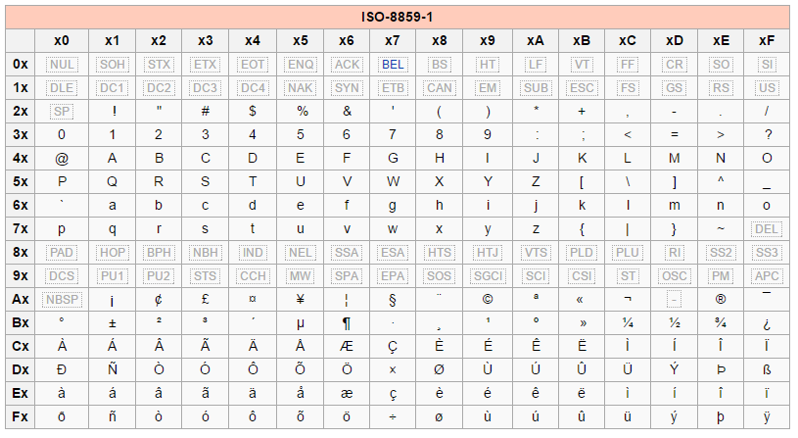 ISO-8859-1
x0 x1 x2 x3 x4 x5 x6 x7 x8 x9 xA xB xC xD xE xF
0x NUL SOH STX ETX EOT ENQ ACK BEL BS HT LF VT FF CR SO SI
1x DLE DC1 DC2 DC3 DC4 NAK SYN ETB CAN EM SUB ESC FS GS RS US
2x SP ! " # $ % & ' ( ) * + , - . /
3x 0 1 2 3 4 5 6 7 8 9 : ; < = > ?
4x @ A B C D E F G H I J K L M N O
5x P Q R S T U V W X Y Z [ \ ] ^ _
6x ` a b c d e f g h i j k l m n o
7x p q r s t u v w x y z { | } ~ DEL
8x PAD HOP BPH NBH IND NEL SSA ESA HTS HTJ VTS PLD PLU RI SS2 SS3
9x DCS PU1 PU2 STS CCH MW SPA EPA SOS SGCI SCI CSI ST OSC PM APC
Ax NBSP ¡ ¢ £ ¤ ¥ ¦ § ¨ © ª « ¬ - ® ¯
Bx ° ± ² ³ ´ µ ¶ · ¸ ¹ º » ¼ ½ ¾ ¿
Cx À Á Â Ã Ä Å Æ Ç È É Ê Ë Ì Í Î Ï
Dx Ð Ñ Ò Ó Ô Õ Ö × Ø Ù Ú Û Ü Ý Þ ß
Ex à á â ã ä å æ ç è é ê ë ì í î ï
Fx ð ñ ò ó ô õ ö ÷ ø ù ú û ü ý þ ÿ